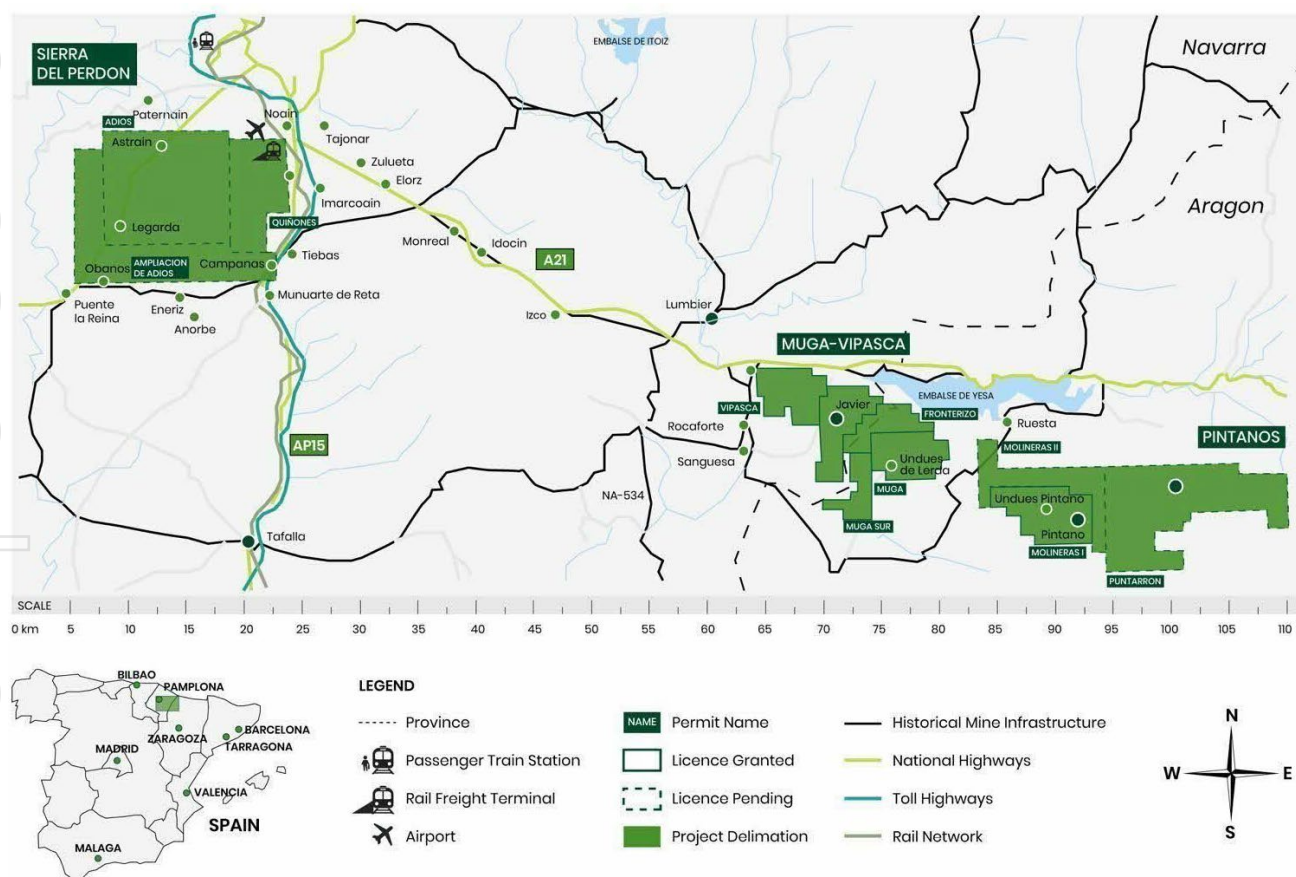 SIERRA
DEL PERDON
EMBALSE DE ITOIZ
Navarra
Aragon
Paternain
ADIOS
Astrain
Noain
Tajonar
Zulueta
Elorz
Imarcoain
QUIÑONES
Legarda
Monreal
Idocin
A21
Tiebas
Campanas
AMPLIACION
DE ADIOS
Obanos
Puente
la Reina
Eneriz
Anorbe
Munuarte de Reta
Izco
Lumbier
MUGA-VIPASCA
VIPASCA
Javier
EMBALSE DE YESA
FRONTERIZO
Rocaforte
Sanguesa
Ruesta
PINTANOS
MOLINERAS II
AP15
Undues
de Lerda
MUGA
NA-534
MUGA SUR
Undues Pintano
Pintano
MOLINERAS I
PUNTARRON
Tafalla
SCALE
0 km 5 10 15 20 25 30 35 40 45 50 55 60 65 70 75 80 85 90 95 100 105 110
BILBAO
PAMPLONA
ZARAGOZA
BARCELONA
TARRAGONA
MADRID
VALENCIA
SPAIN
MALAGA
LEGEND
Province
Passenger Train Station
Rail Freight Terminal
Airport
NAME Permit Name
Licence Granted
Licence Pending
Project Delimation
Historical Mine Infrastructure
National Highways
Toll Highways
Rail Network
N
W E
S